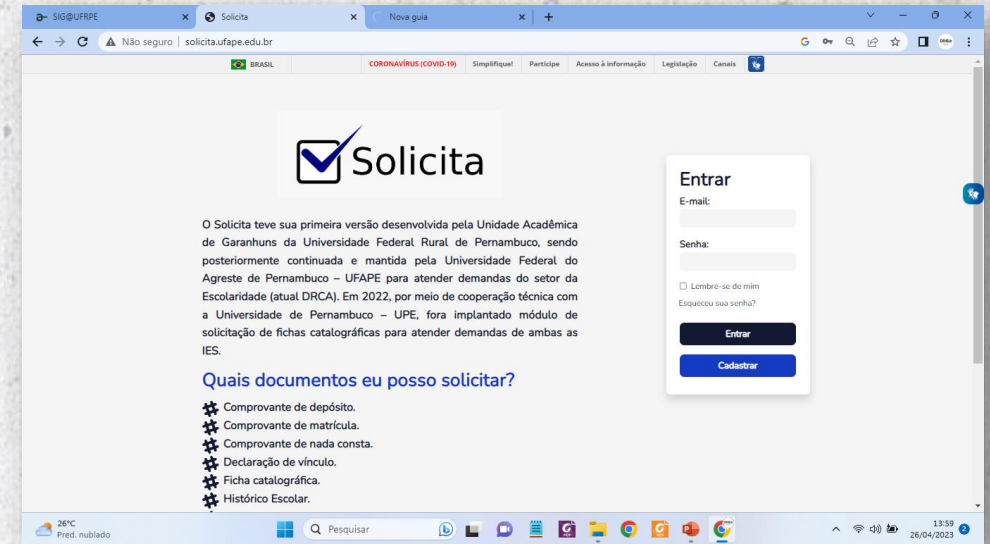 SIG@UFRPE
Solicita
Nova guia
Não seguro
solicita.ufape.edu.br
BRASIL
CORONAVÍRUS (COVID-19)
Simplifique!
Participe
Acesso à informação
Legislação
Canais
Solicita
O Solicita teve sua primeira versão desenvolvida pela Unidade Acadêmica
de Garanhuns da Universidade Federal Rural de Pernambuco, sendo
posteriormente continuada e mantida pela Universidade Federal do
Agreste de Pernambuco – UFAPE para atender demandas do setor da
Escolaridade (atual DRCA). Em 2022, por meio de cooperação técnica com
a Universidade de Pernambuco – UPE, fora implantado módulo de
solicitação de fichas catalográficas para atender demandas de ambas as
IES.
Quais documentos eu posso solicitar?
Comprovante de depósito.
Comprovante de matrícula.
Comprovante de nada consta.
Declaração de vínculo.
Ficha catalográfica.
Histórico Escolar.
Entrar
E-mail:
Senha:
Lembre-se de mim
Esqueceu sua senha?
Entrar
Cadastrar
26°C
Pred. nublado
Pesquisar
13:59
26/04/2023
2